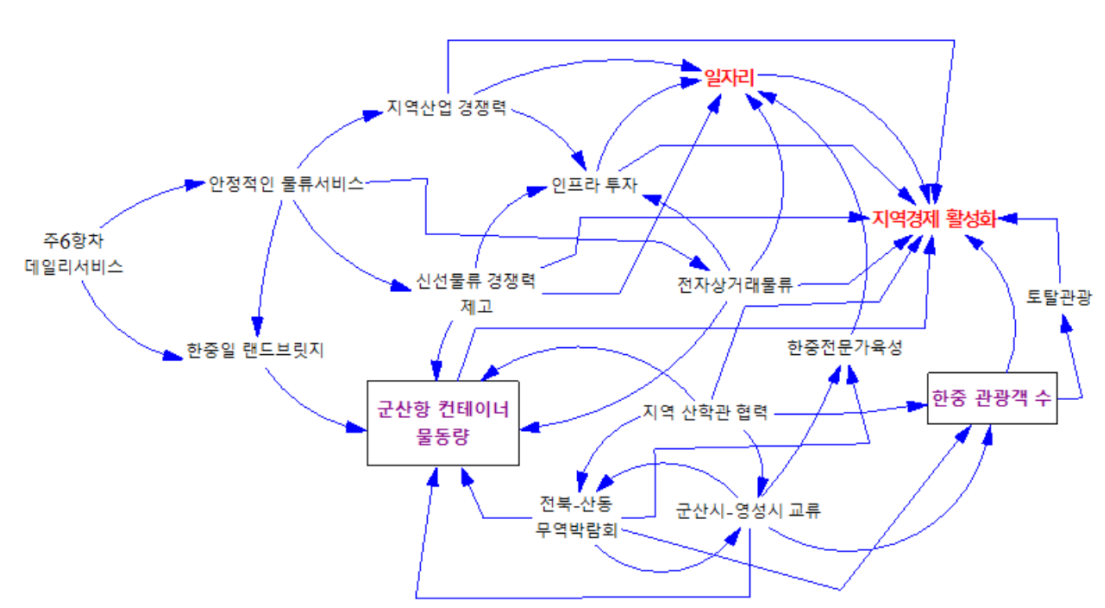 일자리
지역산업 경쟁력
안정적인 물류서비스
인프라 투자
지역경제 활성화
주6항차
데일리서비스
신선물류 경쟁력
제고
전자상거래물류
토탈관광
한중일 랜드브릿지
한중전문가육성
군산항 컨테이너
물동량
지역 산학관 협력
한중 관광객 수
전북-산동
무역박람회
군산시-영성시 교류